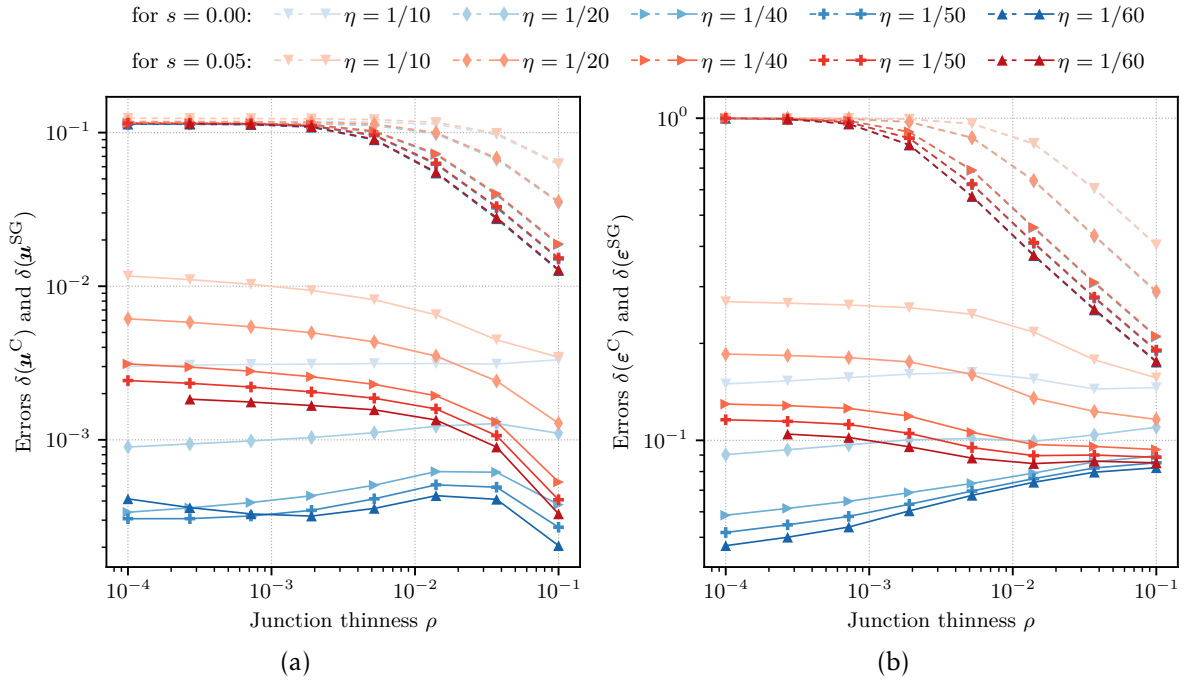 for s = 0.00: η = 1/10 η = 1/20 η = 1/40 η = 1/50 η = 1/60
for s = 0.05: η = 1/10 η = 1/20 η = 1/40 η = 1/50 η = 1/60
Errors δ(u^C) and δ(u^SG)
10^−1
10^−2
10^−3
10^−4 10^−3 10^−2 10^−1
Junction thinness ρ
(a)
Errors δ(ε^C) and δ(ε^SG)
10^0
10^−1
10^−4 10^−3 10^−2 10^−1
Junction thinness ρ
(b)